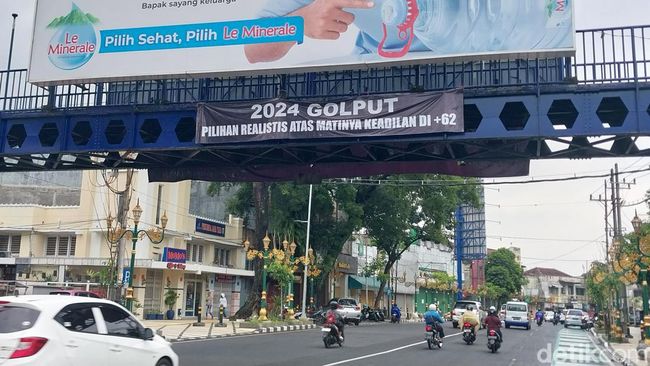 Bapak sayang keluarga
Le
Minerale
Pilih Sehat, Pilih Le Minerale
2024 GOLPUT
PILIHAN REALISTIS ATAS MATINYA KEADILAN DI +62
detikcom